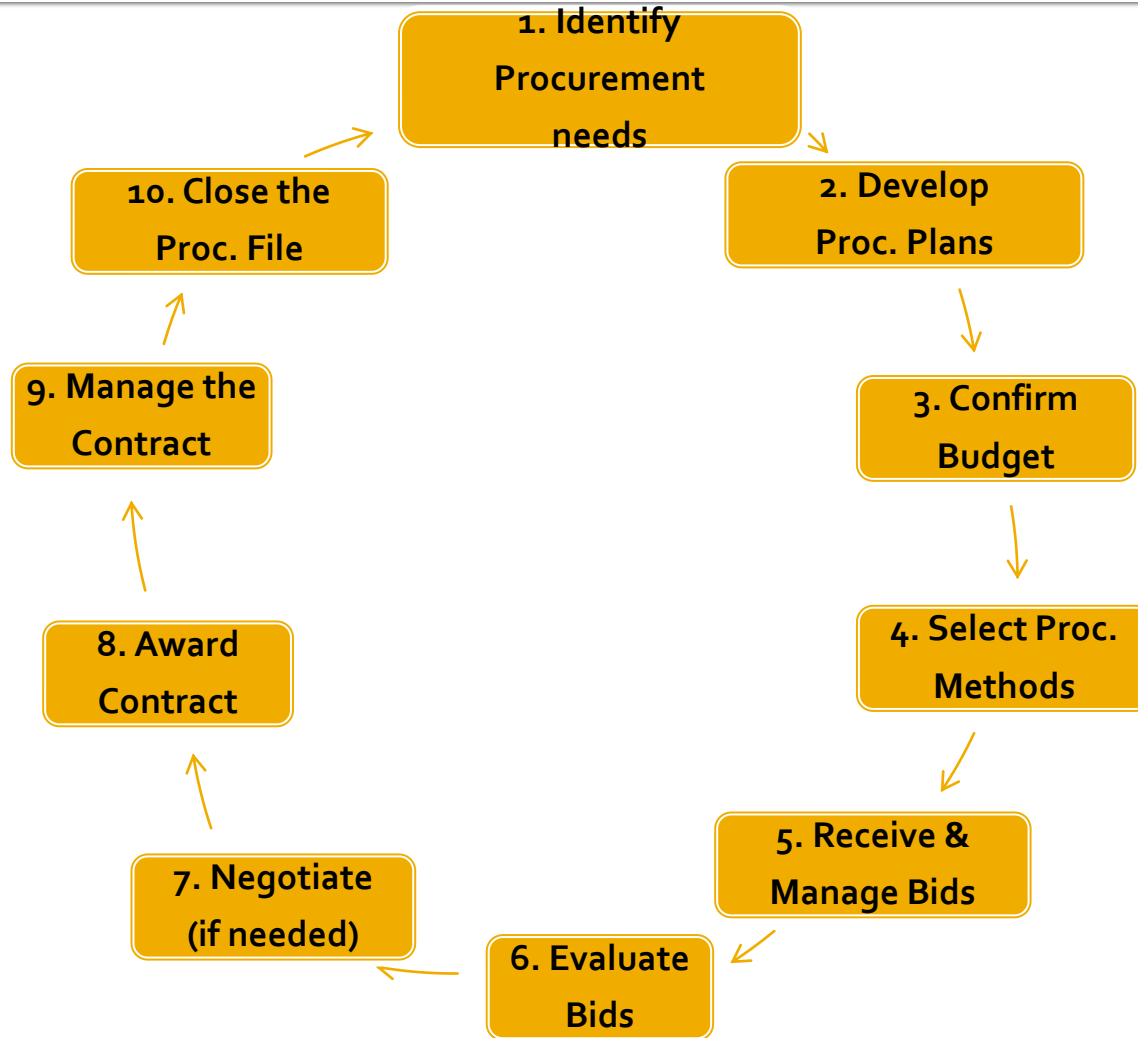 1. Identify
Procurement
needs
2. Develop
Proc. Plans
3. Confirm
Budget
4. Select Proc.
Methods
5. Receive &
Manage Bids
6. Evaluate
Bids
7. Negotiate
(if needed)
8. Award
Contract
9. Manage the
Contract
10. Close the
Proc. File